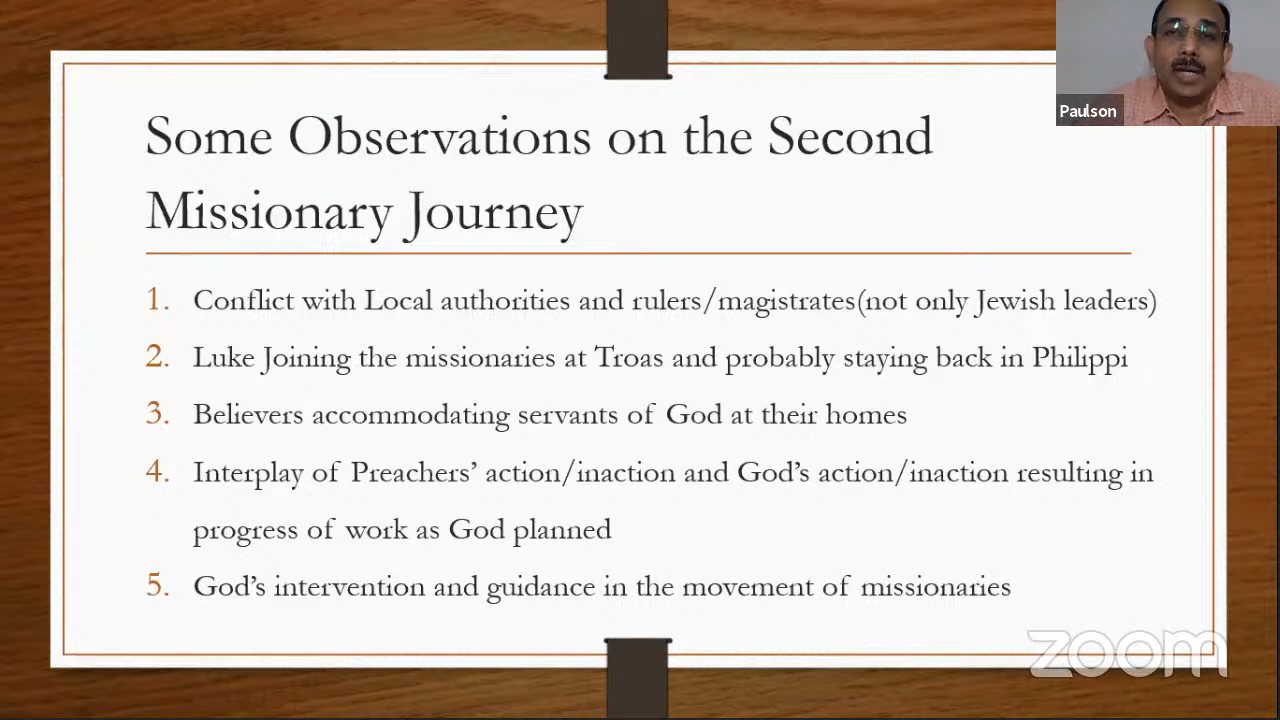 Paulson
Some Observations on the Second
Missionary Journey
1. Conflict with Local authorities and rulers/magistrates(not only Jewish leaders)
2. Luke Joining the missionaries at Troas and probably staying back in Philippi
3. Believers accommodating servants of God at their homes
4. Interplay of Preachers’ action/inaction and God’s action/inaction resulting in
progress of work as God planned
5. God’s intervention and guidance in the movement of missionaries
zoom